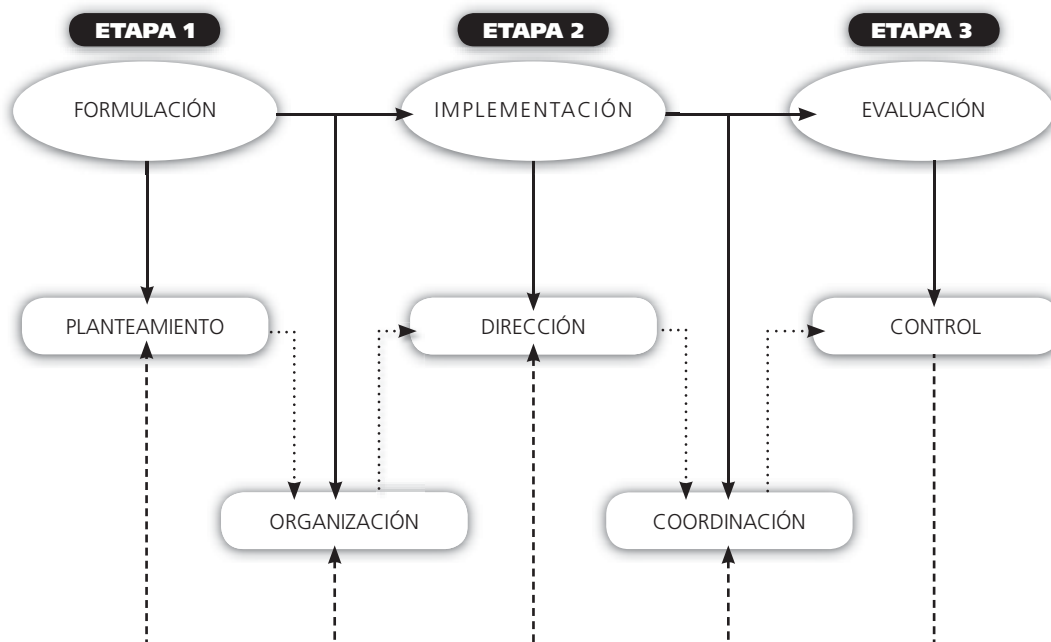 ETAPA 1
ETAPA 2
ETAPA 3
FORMULACIÓN
IMPLEMENTACIÓN
EVALUACIÓN
PLANTEAMIENTO
DIRECCIÓN
CONTROL
ORGANIZACIÓN
COORDINACIÓN